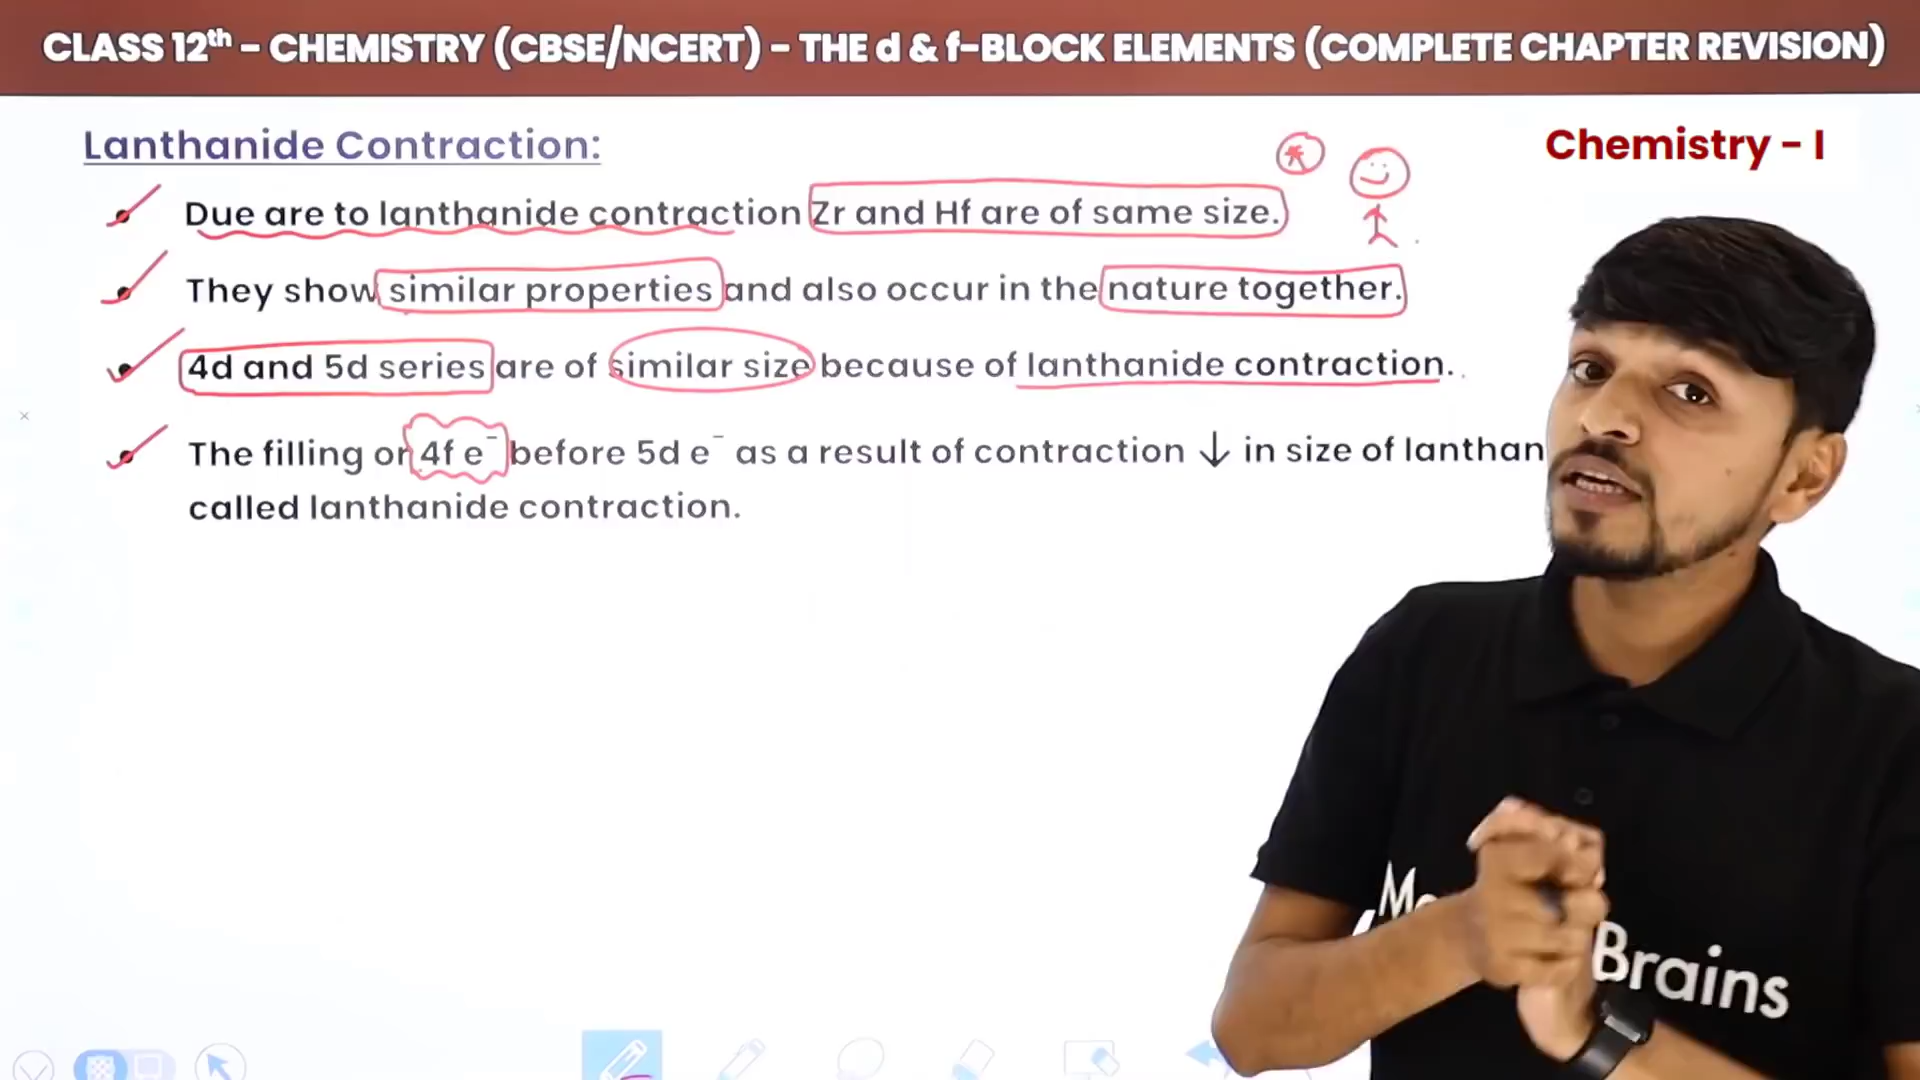 CLASS 12th - CHEMISTRY (CBSE/NCERT) - THE d & f-BLOCK ELEMENTS (COMPLETE CHAPTER REVISION)
Lanthanide Contraction:
Chemistry - I
Due are to lanthanide contraction Zr and Hf are of same size.
They show similar properties and also occur in the nature together.
4d and 5d series are of similar size because of lanthanide contraction.
The filling or 4f e⁻ before 5d e⁻ as a result of contraction ↓ in size of lanthan
called lanthanide contraction.
Brains